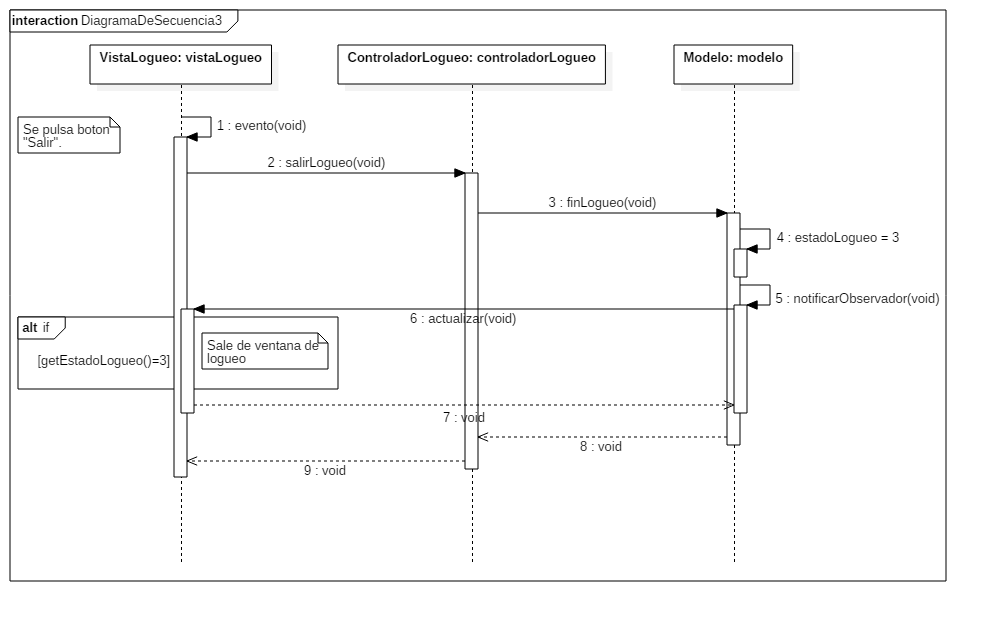 interaction DiagramaDeSecuencia3
VistaLogueo: vistaLogueo
ControladorLogueo: controladorLogueo
Modelo: modelo
Se pulsa boton
"Salir".
1 : evento(void)
2 : salirLogueo(void)
3 : finLogueo(void)
4 : estadoLogueo = 3
5 : notificarObservador(void)
6 : actualizar(void)
alt if
[getEstadoLogueo()=3]
Sale de ventana de
logueo
7 : void
8 : void
9 : void